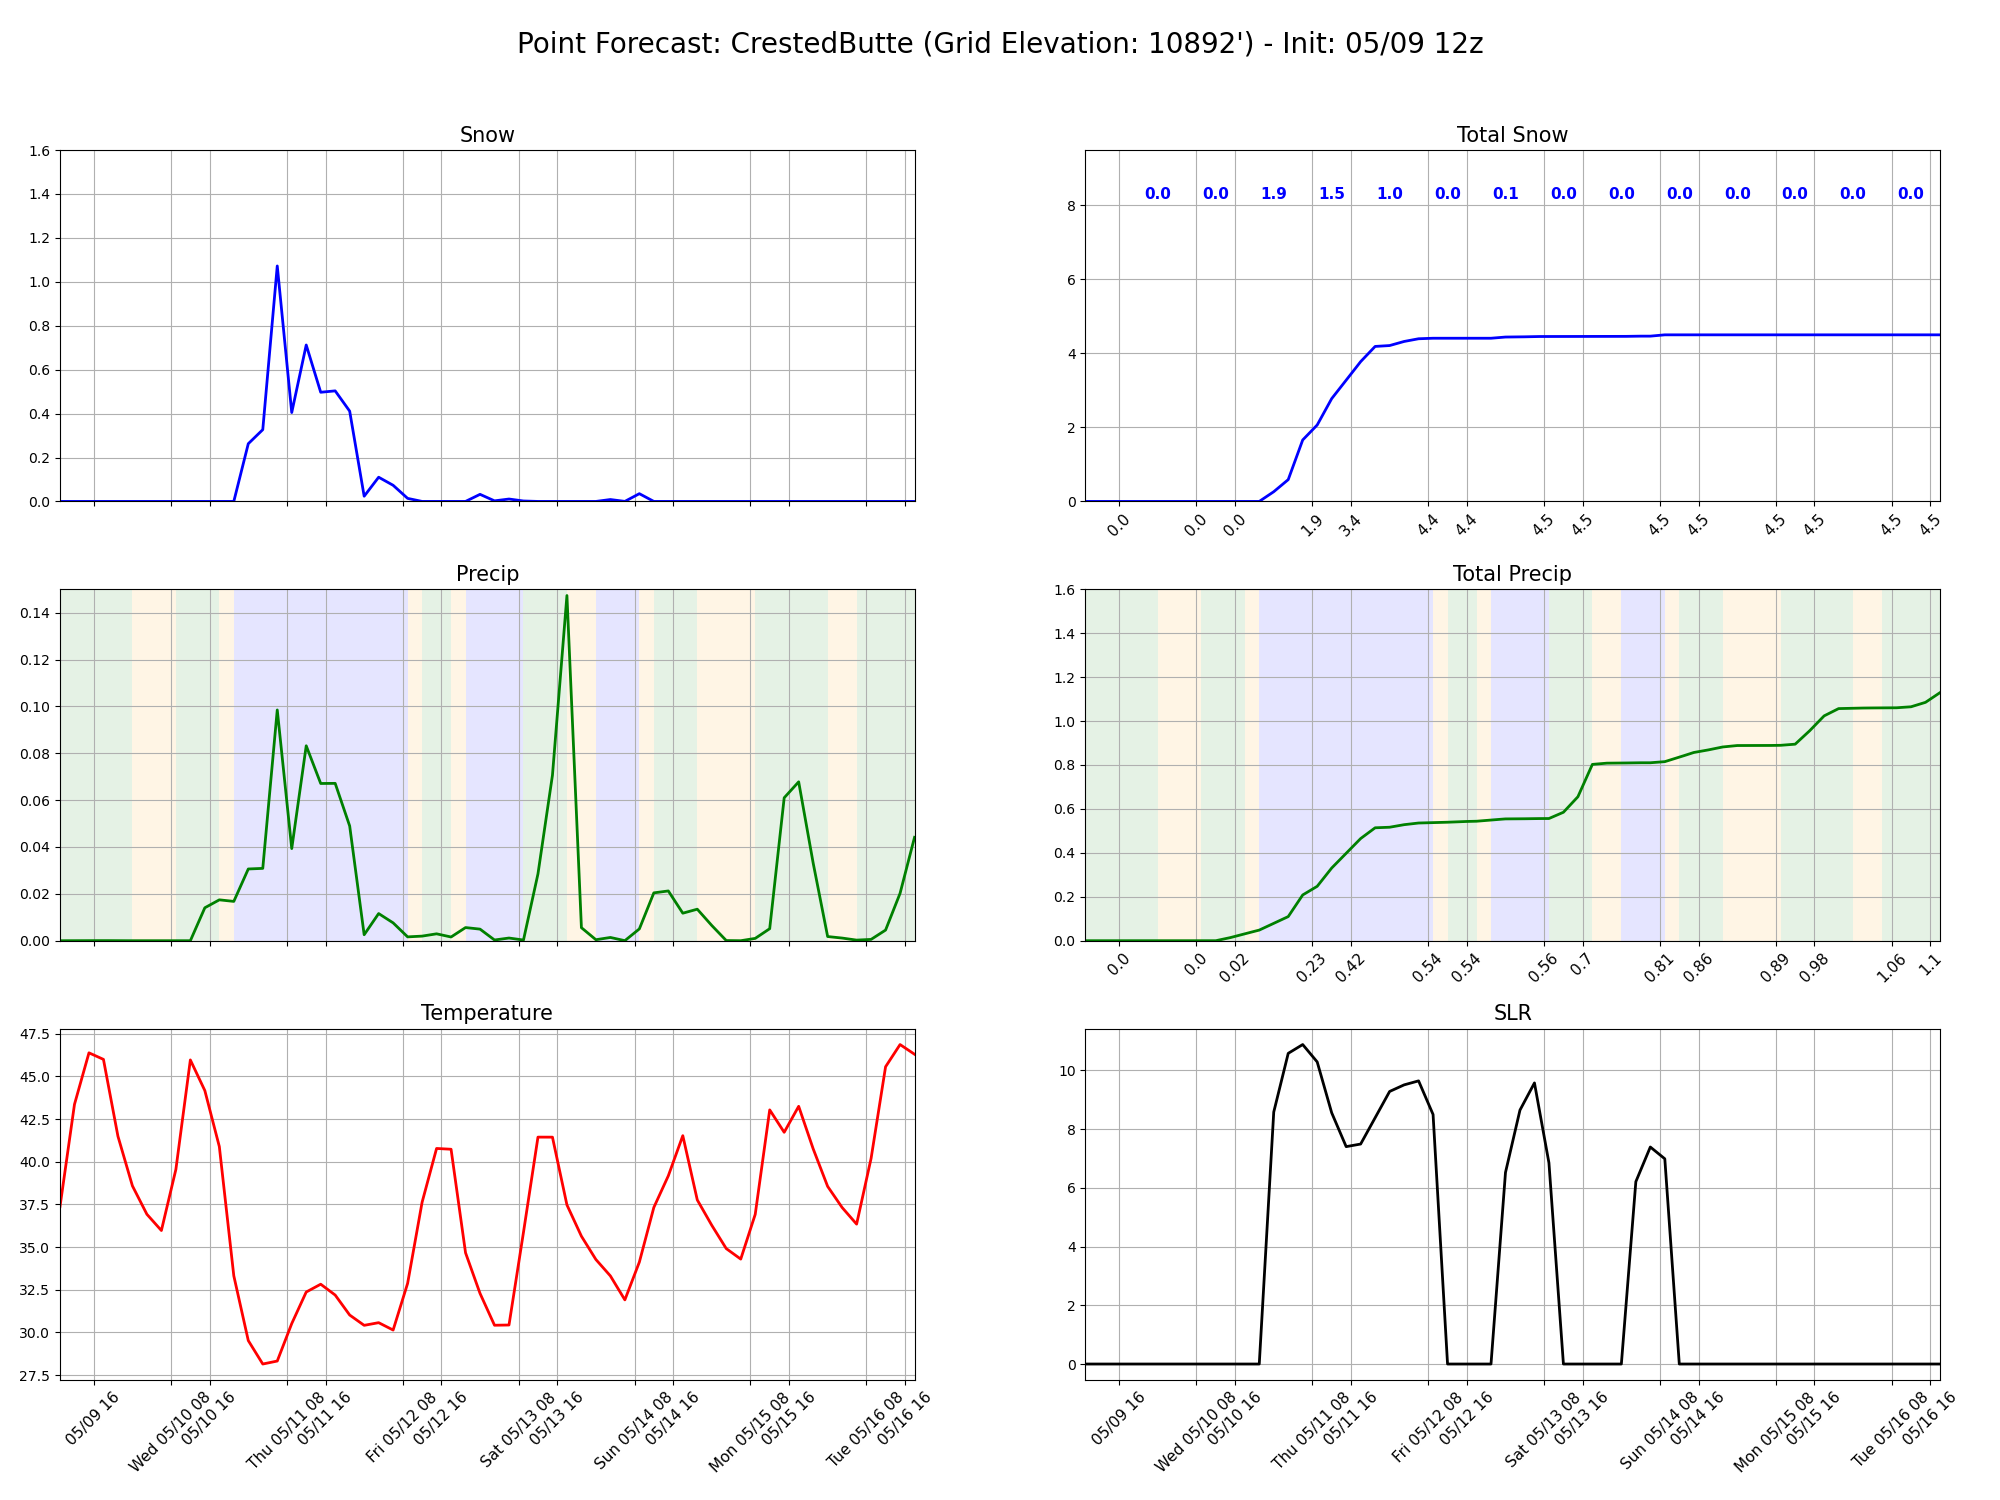 Point Forecast: CrestedButte (Grid Elevation: 10892') - Init: 05/09 12z
Snow
1.6
1.4
1.2
1.0
0.8
0.6
0.4
0.2
0.0
Total Snow
0.0 0.0 1.9 1.5 1.0 0.0 0.1 0.0 0.0 0.0 0.0 0.0 0.0 0.0
8
6
4
2
0
0.0 0.0 0.0 1.9 3.4 4.4 4.4 4.5 4.5 4.5 4.5 4.5 4.5 4.5 4.5
Precip
0.14
0.12
0.10
0.08
0.06
0.04
0.02
0.00
Total Precip
1.6
1.4
1.2
1.0
0.8
0.6
0.4
0.2
0.0
0.0 0.0 0.02 0.23 0.42 0.54 0.54 0.56 0.7 0.81 0.86 0.89 0.98 1.06 1.1
Temperature
47.5
45.0
42.5
40.0
37.5
35.0
32.5
30.0
27.5
05/09 16
Wed 05/10 08
05/10 16
Thu 05/11 08
05/11 16
Fri 05/12 08
05/12 16
Sat 05/13 08
05/13 16
Sun 05/14 08
05/14 16
Mon 05/15 08
05/15 16
Tue 05/16 08
05/16 16
SLR
10
8
6
4
2
0
05/09 16
Wed 05/10 08
05/10 16
Thu 05/11 08
05/11 16
Fri 05/12 08
05/12 16
Sat 05/13 08
05/13 16
Sun 05/14 08
05/14 16
Mon 05/15 08
05/15 16
Tue 05/16 08
05/16 16